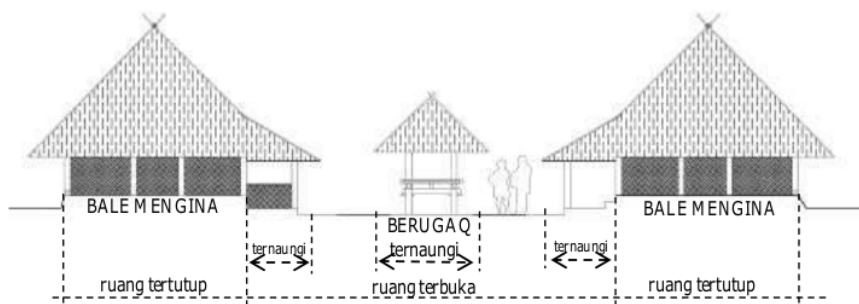 BALE MENGINA
BERUGAQ
BALE MENGINA
ternaungi
ternaungi
ternaungi
ruang tertutup
ruang terbuka
ruang tertutup